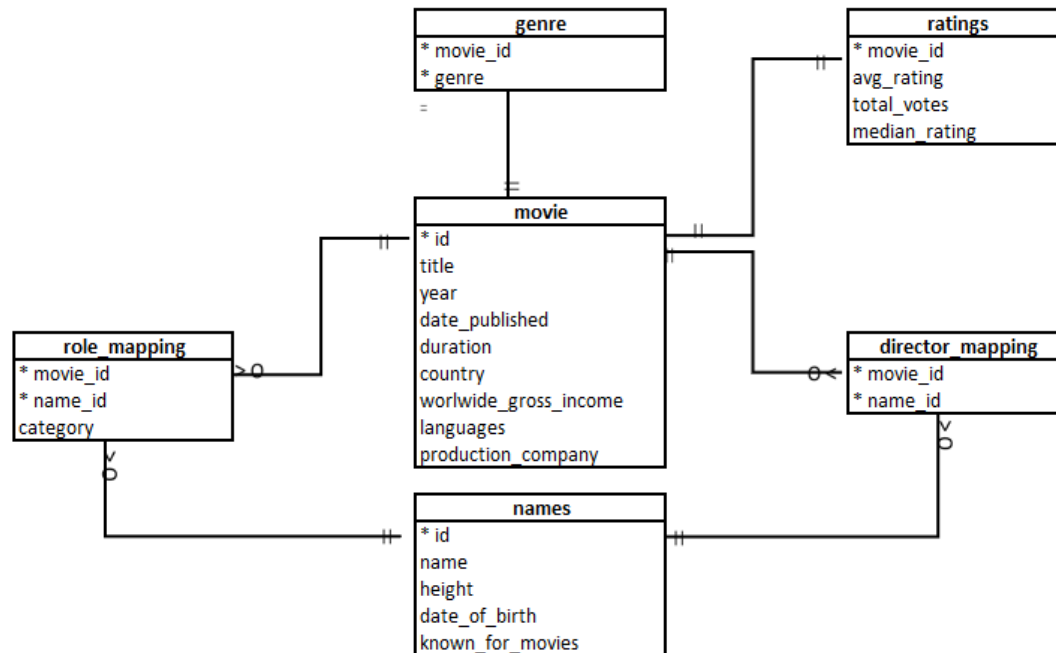 genre
* movie_id
* genre
ratings
* movie_id
avg_rating
total_votes
median_rating
movie
* id
title
year
date_published
duration
country
worlwide_gross_income
languages
production_company
role_mapping
* movie_id
* name_id
category
director_mapping
* movie_id
* name_id
names
* id
name
height
date_of_birth
known_for_movies